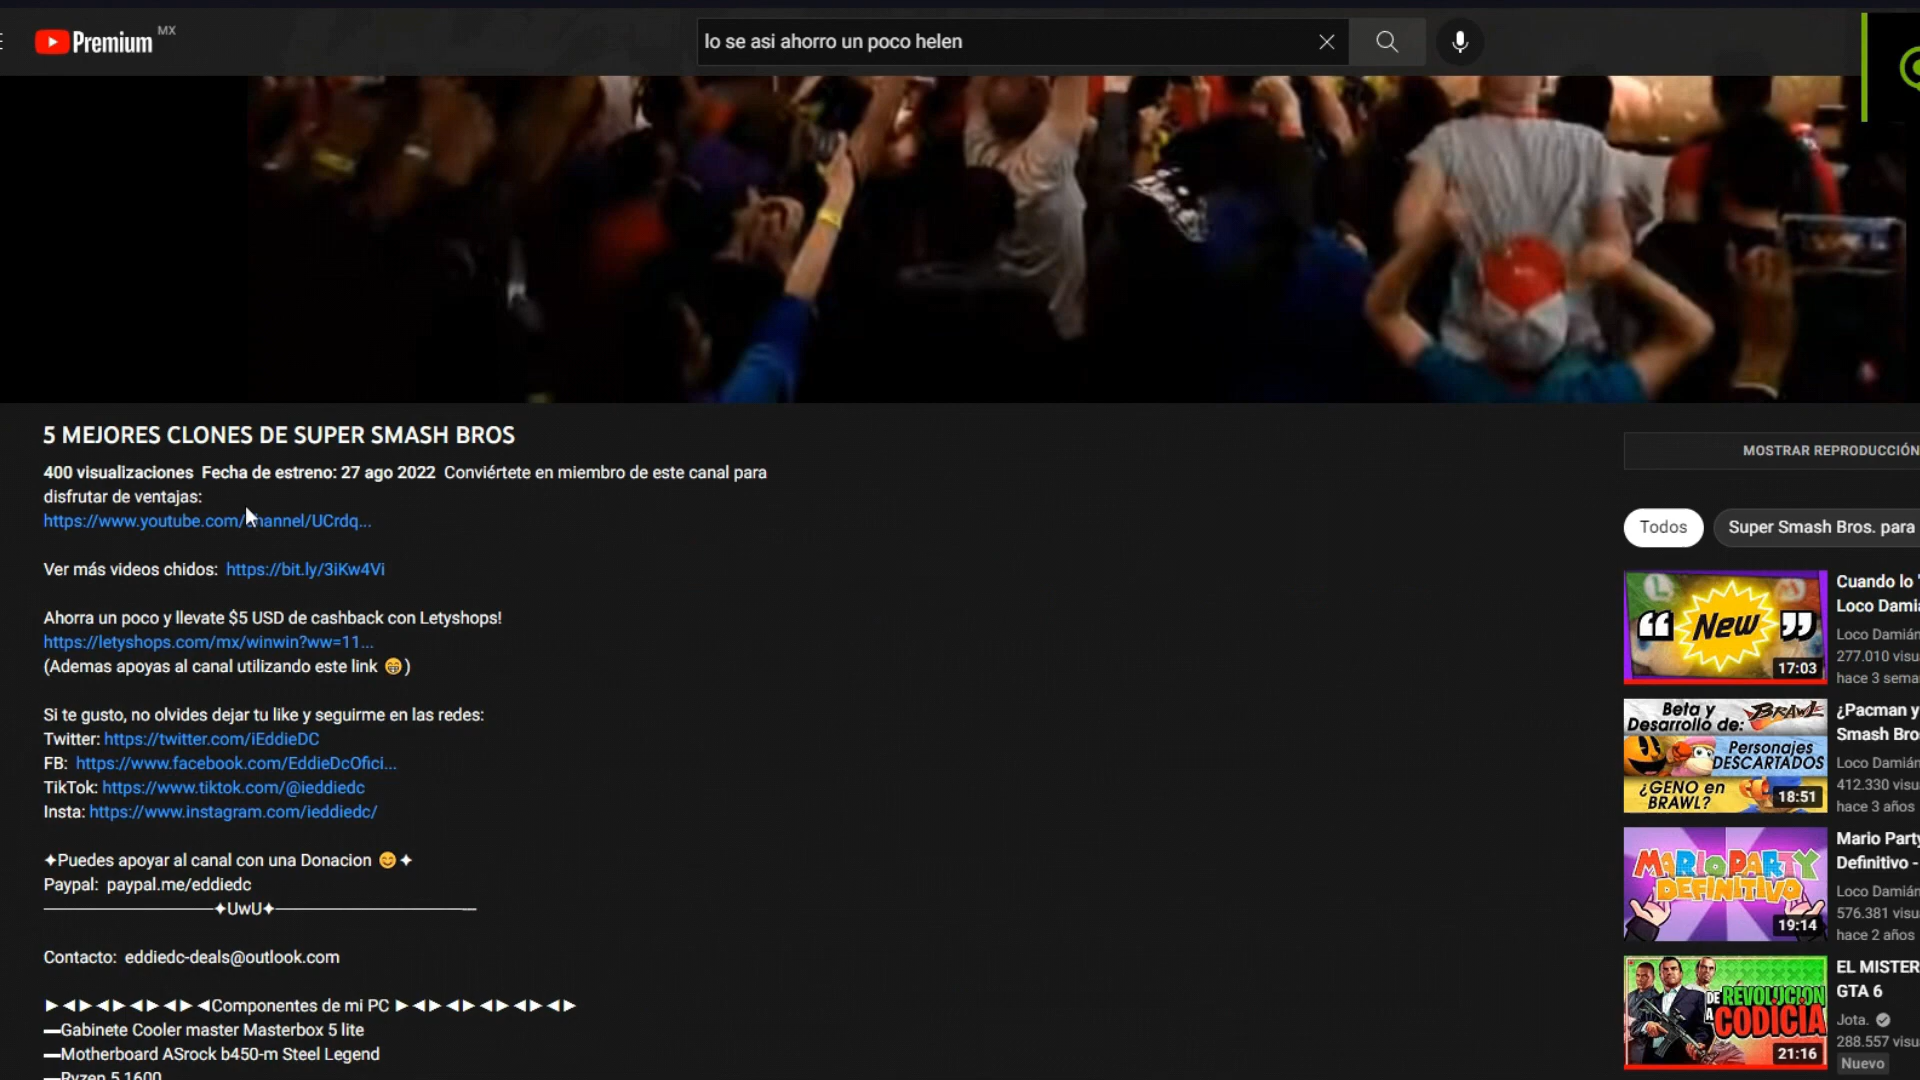 Premium MX
lo se asi ahorro un poco helen
5 MEJORES CLONES DE SUPER SMASH BROS
400 visualizaciones Fecha de estreno: 27 ago 2022 Conviértete en miembro de este canal para
disfrutar de ventajas:
https://www.youtube.com/channel/UCrdq...
Ver más videos chidos: https://bit.ly/3iKw4Vi
Ahorra un poco y llevate $5 USD de cashback con Letyshops!
https://letyshops.com/mx/winwin?ww=11...
(Ademas apoyas al canal utilizando este link 😁)
Si te gusto, no olvides dejar tu like y seguirme en las redes:
Twitter: https://twitter.com/iEddieDC
FB: https://www.facebook.com/EddieDcOfici...
TikTok: https://www.tiktok.com/@ieddiedc
Insta: https://www.instagram.com/ieddiedc/
✦Puedes apoyar al canal con una Donacion 😊✦
Paypal: paypal.me/eddiedc
✦UwU✦
Contacto: eddiedc-deals@outlook.com
►◄►◄►◄►◄►◄Componentes de mi PC ►◄►◄►◄►◄►◄►
▬Gabinete Cooler master Masterbox 5 lite
▬Motherboard ASrock b450-m Steel Legend
▬Ryzen 5 1600
MOSTRAR REPRODUCCIÓN
Todos
Super Smash Bros. para
“ New ”
17:03
Cuando lo
Loco Damiá
Loco Damián
277.010 visu
hace 3 sema
Beta y
Desarrollo de: BRAWL
Personajes
DESCARTADOS
¿GENO en
BRAWL?
18:51
¿Pacman y
Smash Bro
Loco Damián
412.330 visu
hace 3 años
MARIO PARTY
DEFINITIVO
19:14
Mario Party
Definitivo -
Loco Damián
576.381 visu
hace 2 años
DE REVOLUCION
A CODICIA
21:16
EL MISTER
GTA 6
Jota.
288.557 visu
Nuevo